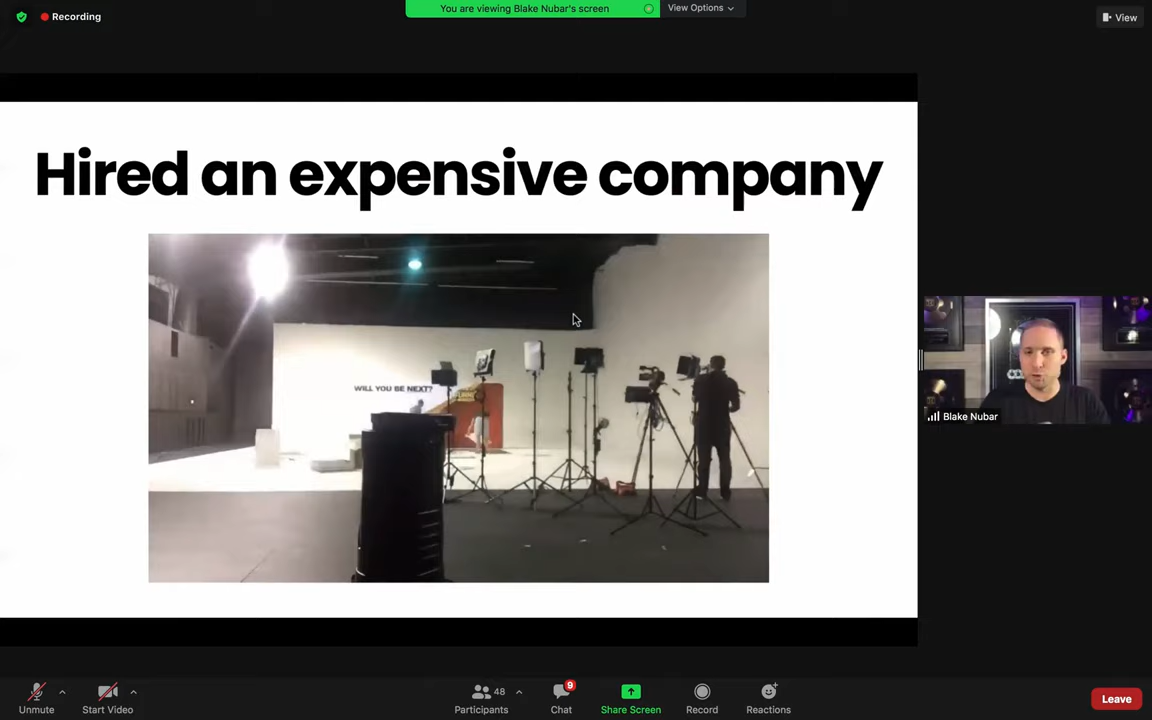 Recording
You are viewing Blake Nubar's screen
View Options
View
Hired an expensive company
WILL YOU BE NEXT?
Blake Nubar
48
9
Unmute
Start Video
Participants
Chat
Share Screen
Record
Reactions
Leave